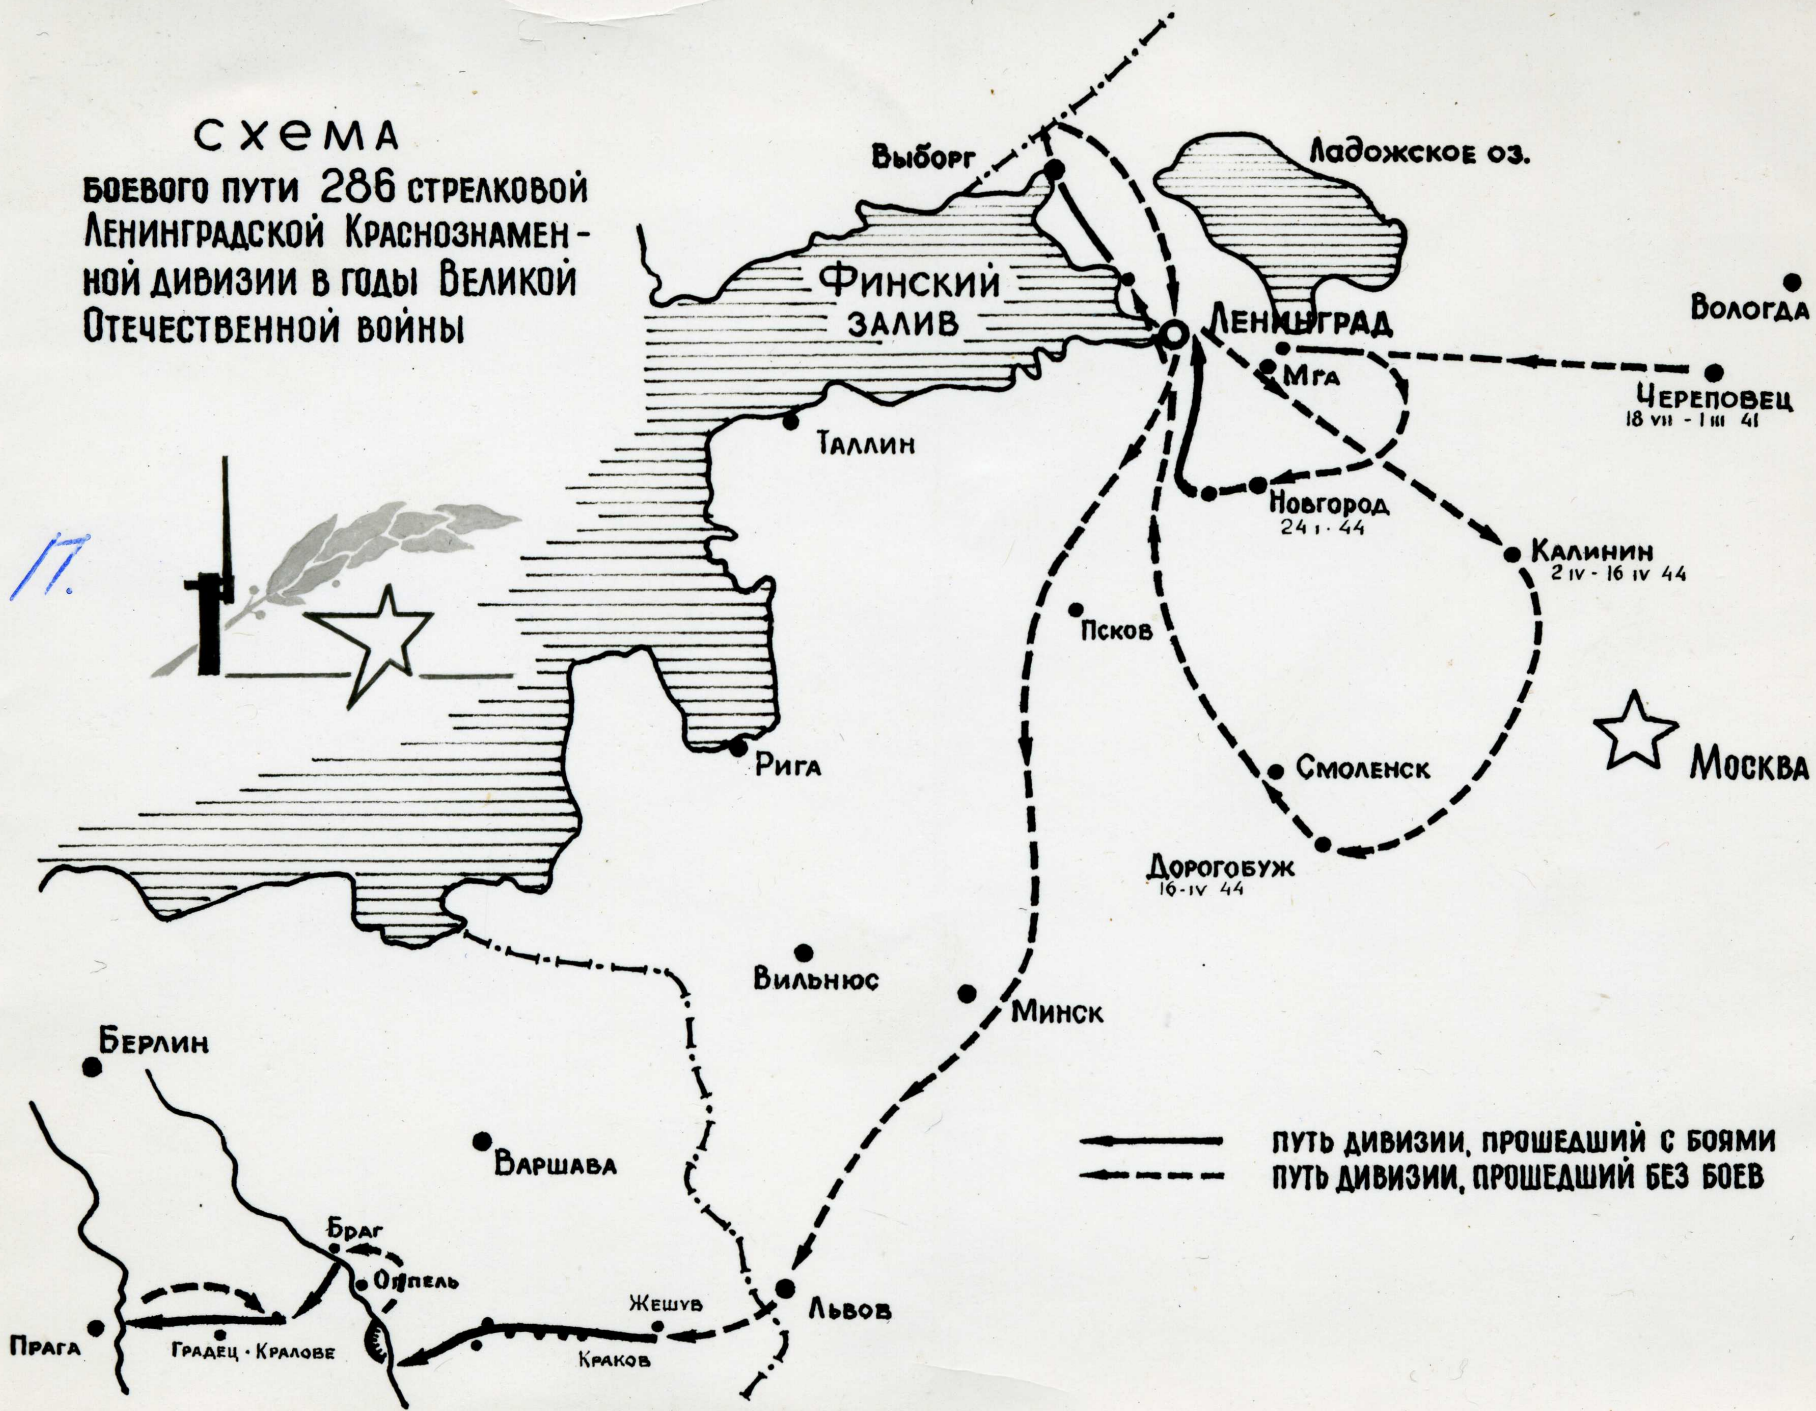 схема
боевого пути 286 стрелковой
Ленинградской Краснознамен-
ной дивизии в годы Великой
Отечественной войны
Выборг
Ладожское оз.
Финский
залив
Ленинград
Вологда
Мга
Череповец
18 VII - I III 41
Таллин
Новгород
24 I. 44
Калинин
2 IV - 16 IV 44
П.
Псков
Рига
Смоленск
Москва
Дорогобуж
16-IV 44
Вильнюс
Минск
Берлин
Варшава
путь дивизии, прошедший с боями
путь дивизии, прошедший без боев
Браг
Оппель
Жешув
Львов
Прага
Градец · Кралове
Краков